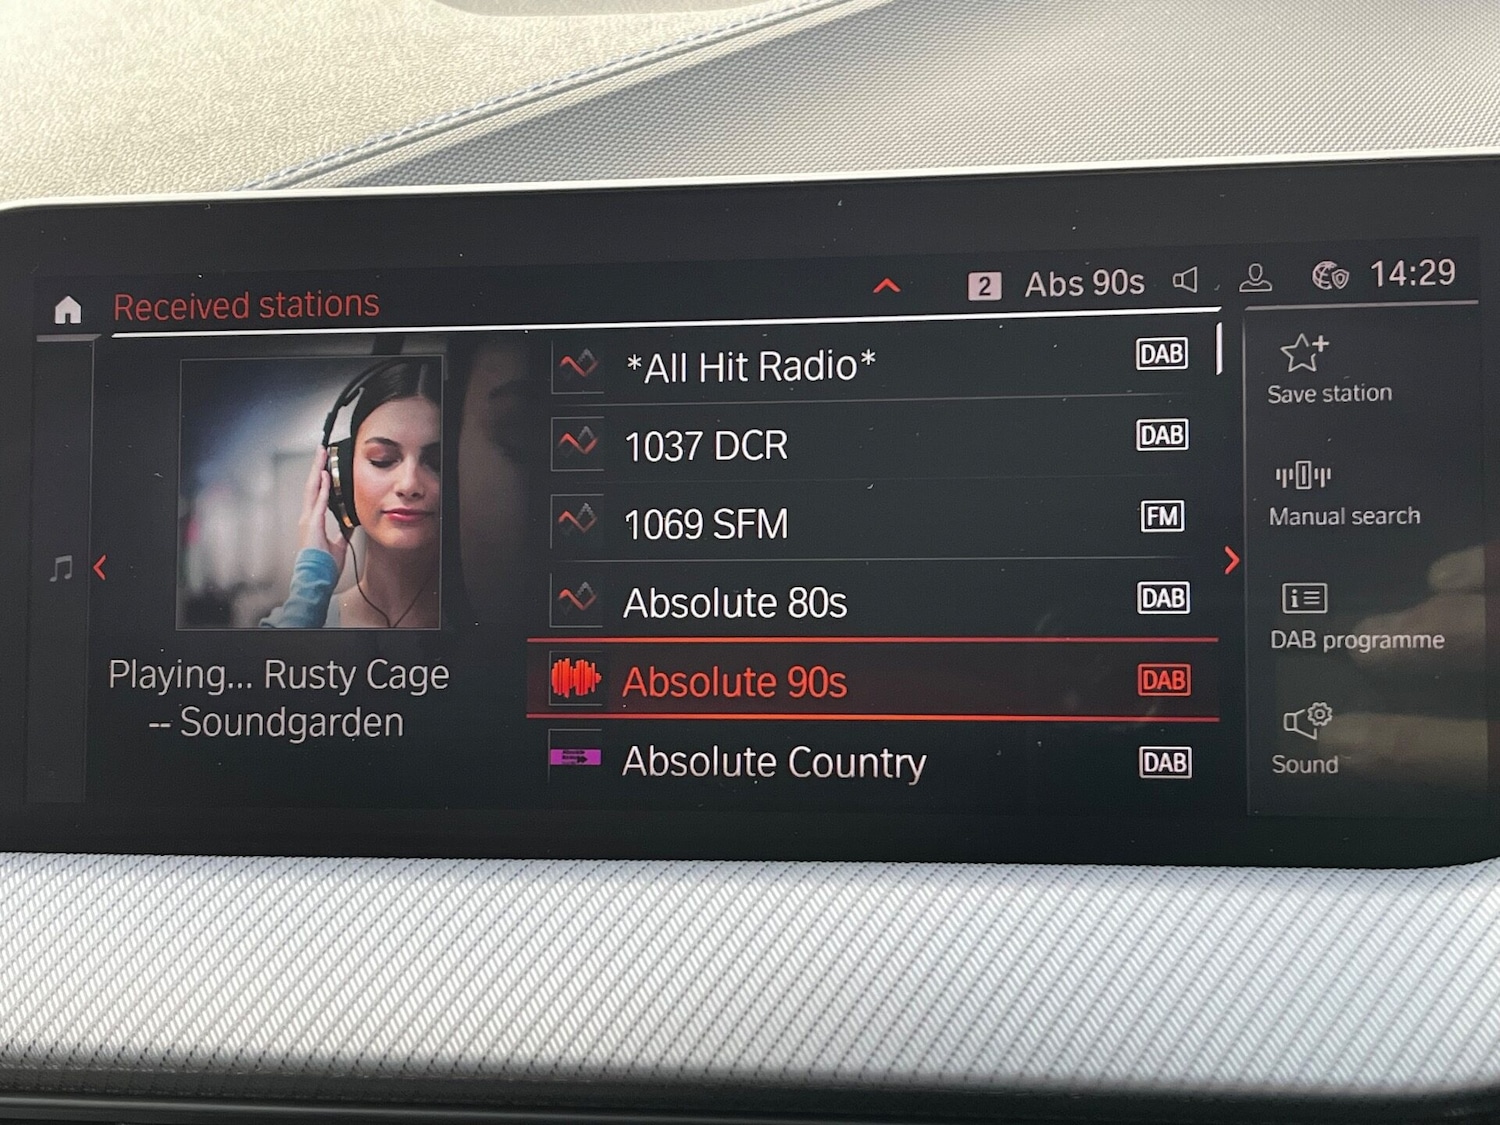 Received stations
2 Abs 90s 14:29
*All Hit Radio* DAB
1037 DCR DAB
1069 SFM FM
Absolute 80s DAB
Absolute 90s DAB
Absolute Country DAB
Playing... Rusty Cage
-- Soundgarden
Save station
Manual search
DAB programme
Sound